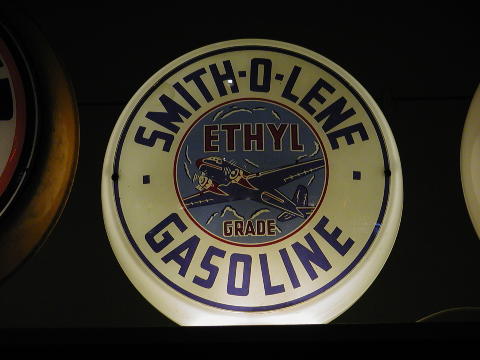 SMITH-O-LENE
ETHYL
GRADE
GASOLINE